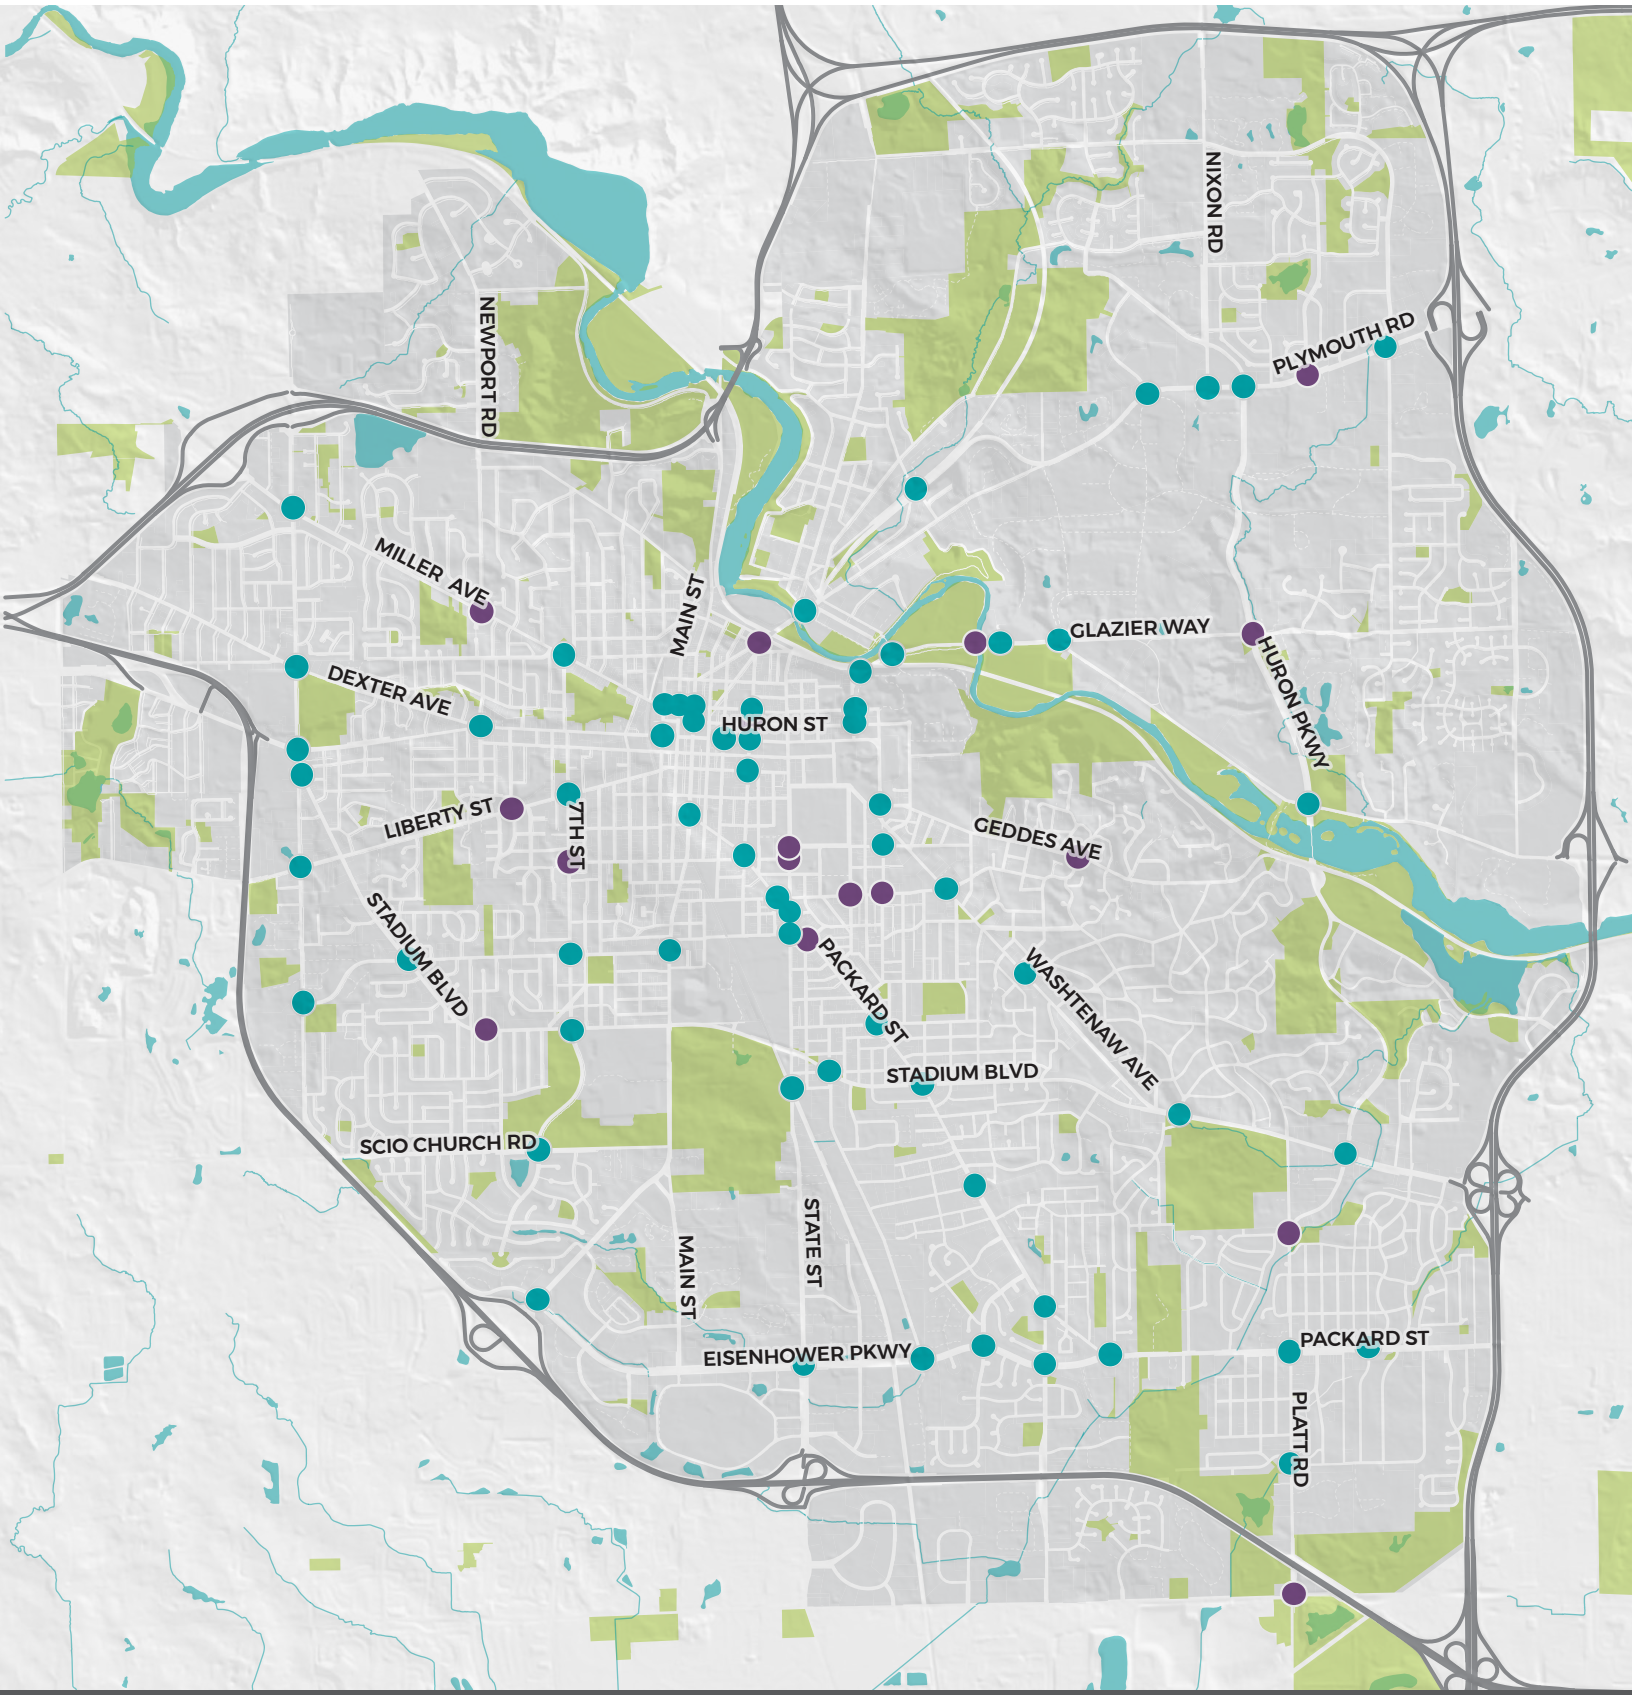 NIXON RD
PLYMOUTH RD
NEWPORT RD
MILLER AVE
MAIN ST
GLAZIER WAY
HURON PKWY
DEXTER AVE
HURON ST
LIBERTY ST
7TH ST
GEDDES AVE
STADIUM BLVD
PACKARD ST
WASHTENAW AVE
STADIUM BLVD
SCIO CHURCH RD
STATE ST
MAIN ST
EISENHOWER PKWY
PACKARD ST
PLATT RD